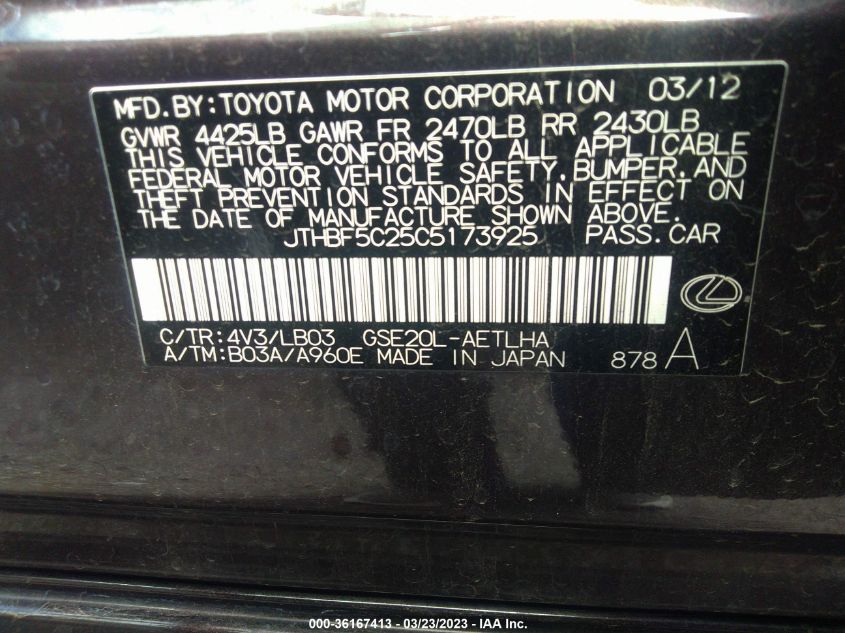 MFD.BY:TOYOTA MOTOR CORPORATION 03/12
GVWR 4425LB GAWR FR 2470LB RR 2430LB
THIS VEHICLE CONFORMS TO ALL APPLICABLE
FEDERAL MOTOR VEHICLE SAFETY,BUMPER,AND
THEFT PREVENTION STANDARDS IN EFFECT ON
THE DATE OF MANUFACTURE SHOWN ABOVE.
JTHBF5C25C5173925 PASS.CAR
C/TR:4V3/LB03 GSE20L-AETLHA
A/TM:B03A/A960E MADE IN JAPAN 878 A
000-36167413 - 03/23/2023 - IAA Inc.